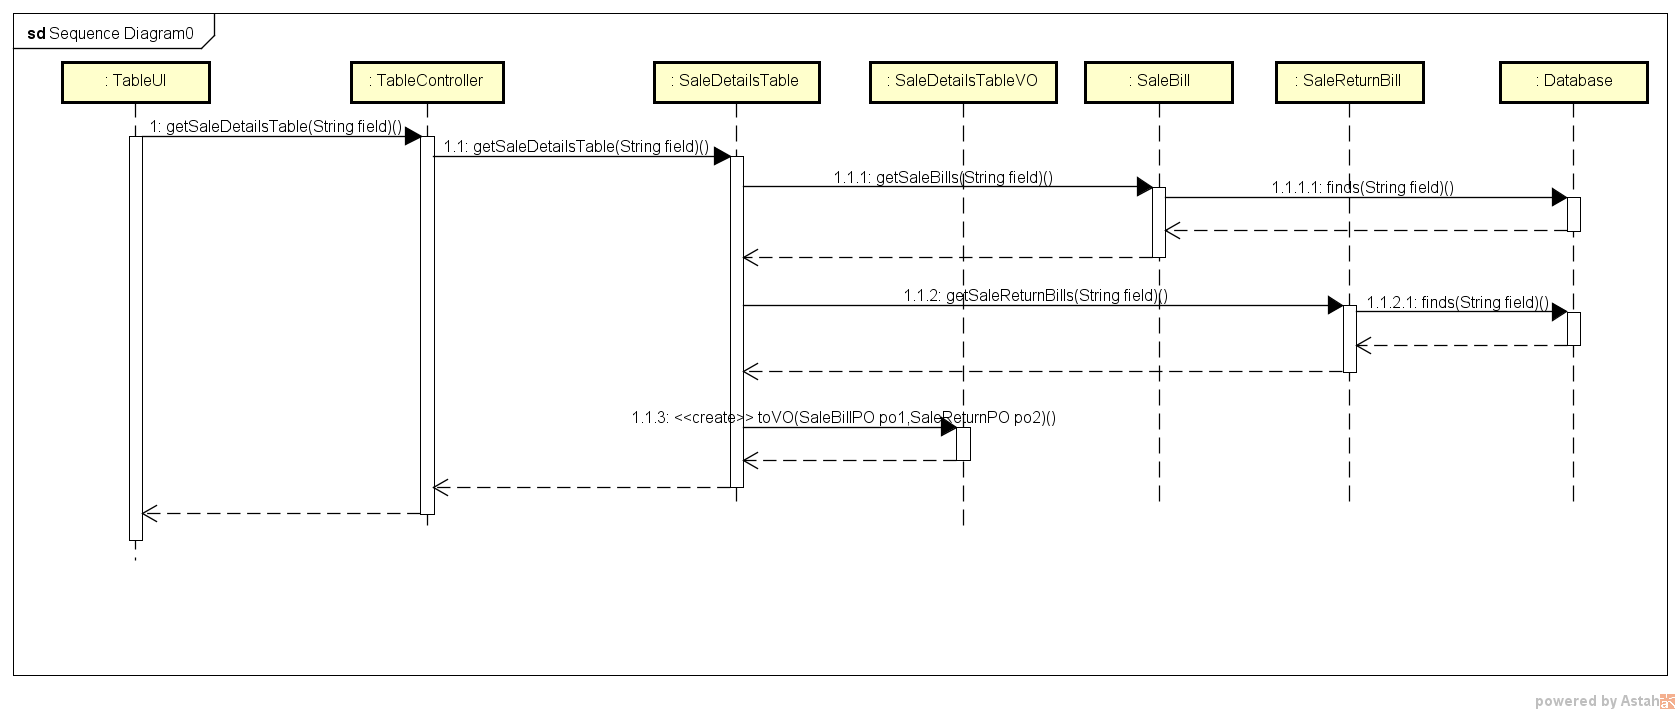 sd Sequence Diagram0
: TableUI
: TableController
: SaleDetailsTable
: SaleDetailsTableVO
: SaleBill
: SaleReturnBill
: Database
1: getSaleDetailsTable(String field)()
1.1: getSaleDetailsTable(String field)()
1.1.1: getSaleBills(String field)()
1.1.1.1: finds(String field)()
1.1.2: getSaleReturnBills(String field)()
1.1.2.1: finds(String field)()
1.1.3: <<create>> toVO(SaleBillPO po1,SaleReturnPO po2)()
powered by Astah